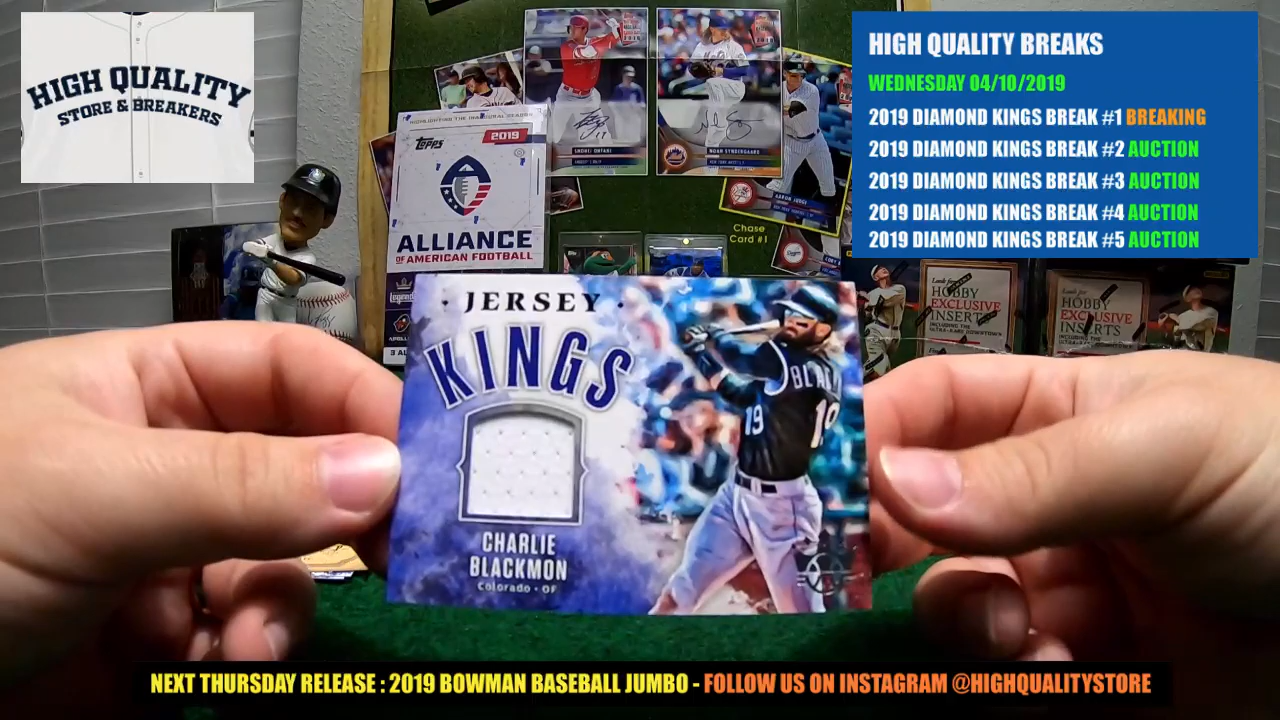 HIGH QUALITY
STORE & BREAKERS
HIGH QUALITY BREAKS
WEDNESDAY 04/10/2019
2019 DIAMOND KINGS BREAK #1 BREAKING
2019 DIAMOND KINGS BREAK #2 AUCTION
2019 DIAMOND KINGS BREAK #3 AUCTION
2019 DIAMOND KINGS BREAK #4 AUCTION
2019 DIAMOND KINGS BREAK #5 AUCTION
Topps
2019
ALLIANCE
OF AMERICAN FOOTBALL
SHOHEI OHTANI
NOAH SYNDERGAARD
AARON JUDGE
Chase
Card #1
HOBBY
EXCLUSIVE
INSERTS
HOBBY
EXCLUSIVE
INSERTS
· JERSEY ·
KINGS
CHARLIE
BLACKMON
Colorado · OF
19
19
NEXT THURSDAY RELEASE : 2019 BOWMAN BASEBALL JUMBO - FOLLOW US ON INSTAGRAM @HIGHQUALITYSTORE